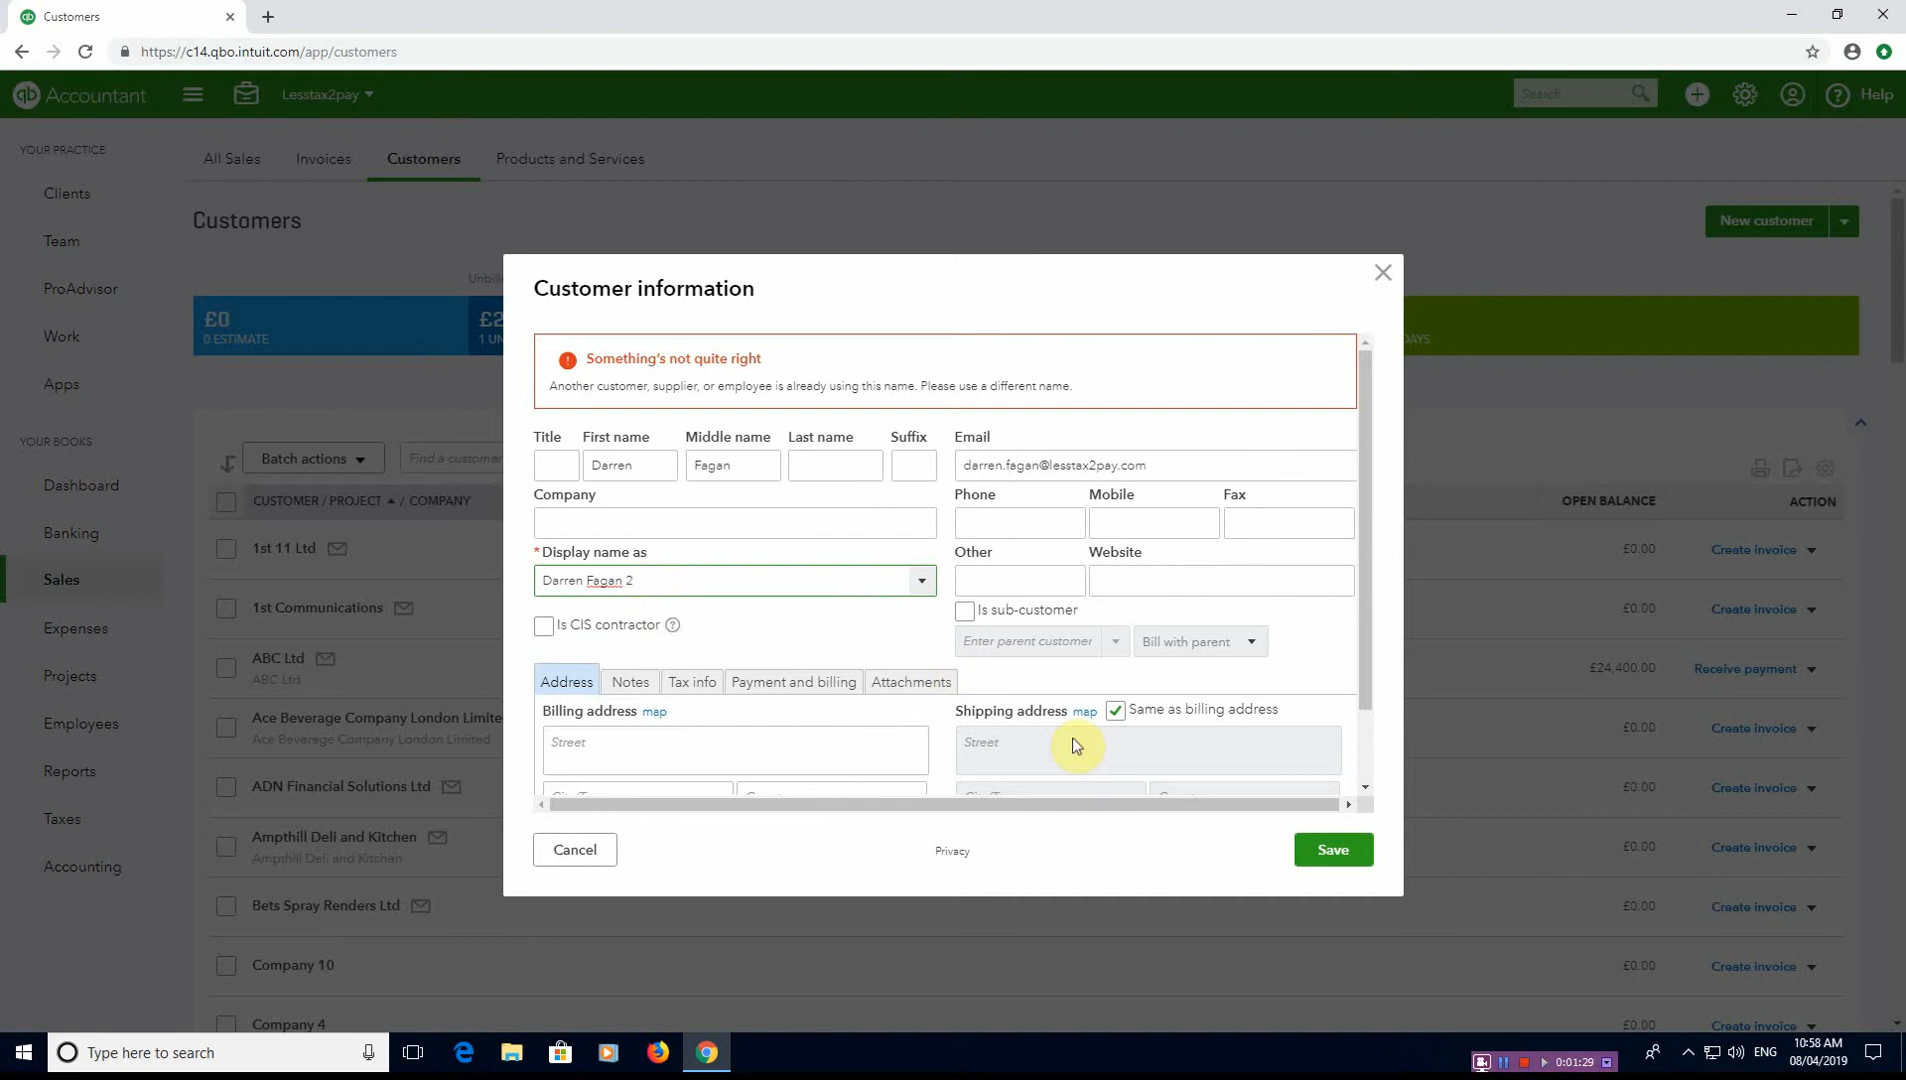 Customers
https://c14.qbo.intuit.com/app/customers
qb Accountant
Lesstax2pay
Search
Help
YOUR PRACTICE
Clients
Team
ProAdvisor
Work
Apps
YOUR BOOKS
Dashboard
Banking
Sales
Expenses
Projects
Employees
Reports
Taxes
Accounting
All Sales Invoices Customers Products and Services
Customers
New customer
£0
0 ESTIMATE
DAYS
Batch actions
CUSTOMER / PROJECT / COMPANY
OPEN BALANCE ACTION
1st 11 Ltd
£0.00 Create invoice
1st Communications
£0.00 Create invoice
ABC Ltd
ABC Ltd
£24,400.00 Receive payment
Ace Beverage Company London Limite
Ace Beverage Company London Limited
£0.00 Create invoice
ADN Financial Solutions Ltd
£0.00 Create invoice
Ampthill Deli and Kitchen
Ampthill Deli and Kitchen
£0.00 Create invoice
Bets Spray Renders Ltd
£0.00 Create invoice
Company 10
£0.00 Create invoice
Company 4
£0.00 Create invoice
Customer information
Something's not quite right
Another customer, supplier, or employee is already using this name. Please use a different name.
Title First name Middle name Last name Suffix Email
Darren Fagan darren.fagan@lesstax2pay.com
Company Phone Mobile Fax
* Display name as Other Website
Darren Fagan 2
Is CIS contractor ?
Is sub-customer
Enter parent customer Bill with parent
Address Notes Tax info Payment and billing Attachments
Billing address map Shipping address map Same as billing address
Street Street
Cancel Privacy Save
Type here to search
0:01:29
ENG
10:58 AM
08/04/2019